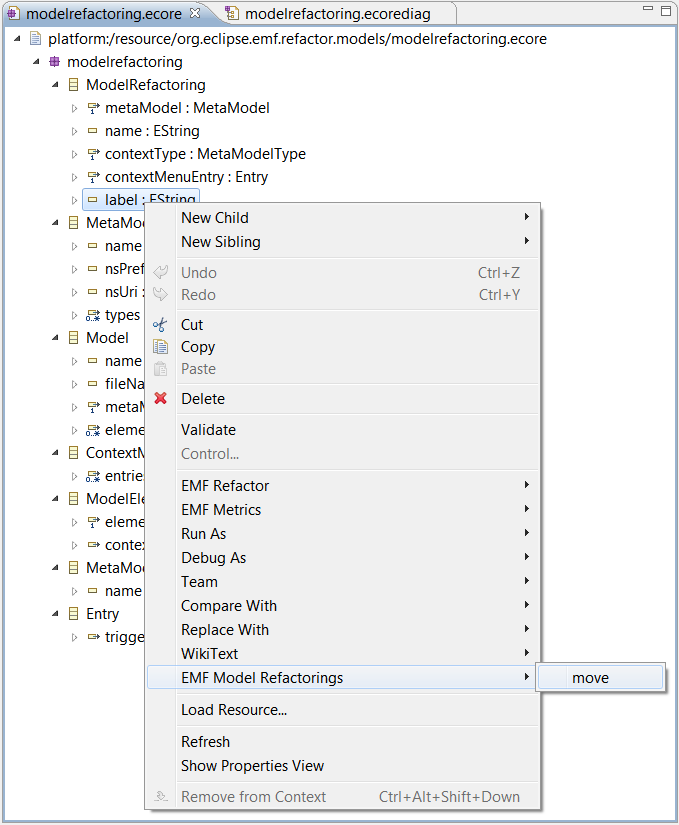 modelrefactoring.ecore modelrefactoring.ecorediag
platform:/resource/org.eclipse.emf.refactor.models/modelrefactoring.ecore
modelrefactoring
ModelRefactoring
metaModel : MetaModel
name : EString
contextType : MetaModelType
contextMenuEntry : Entry
label : EString
MetaMod
name
nsPref
nsUri :
types
Model
name
fileNa
metaM
eleme
ContextM
entrie
ModelEle
eleme
contex
MetaMod
name
Entry
trigge
New Child
New Sibling
Undo Ctrl+Z
Redo Ctrl+Y
Cut
Copy
Paste
Delete
Validate
Control...
EMF Refactor
EMF Metrics
Run As
Debug As
Team
Compare With
Replace With
WikiText
EMF Model Refactorings
move
Load Resource...
Refresh
Show Properties View
Remove from Context Ctrl+Alt+Shift+Down